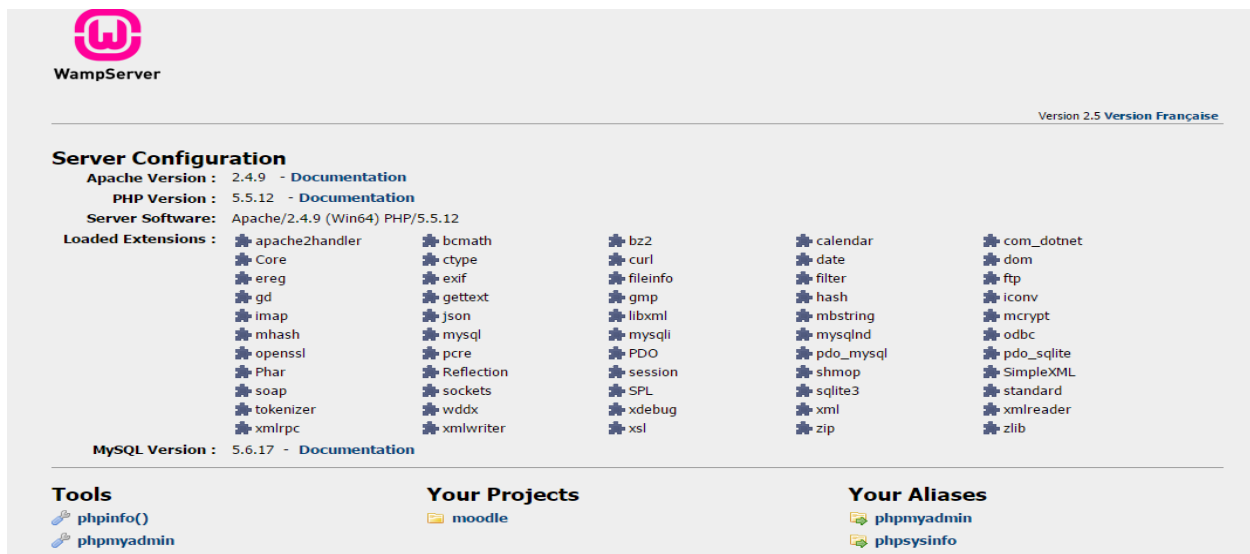 WampServer
Version 2.5 Version Française
Server Configuration
Apache Version : 2.4.9 - Documentation
PHP Version : 5.5.12 - Documentation
Server Software: Apache/2.4.9 (Win64) PHP/5.5.12
Loaded Extensions : apache2handler bcmath bz2 calendar com_dotnet
Core ctype curl date dom
ereg exif fileinfo filter ftp
gd gettext gmp hash iconv
imap json libxml mbstring mcrypt
mhash mysql mysqli mysqlnd odbc
openssl pcre PDO pdo_mysql pdo_sqlite
Phar Reflection session shmop SimpleXML
soap sockets SPL sqlite3 standard
tokenizer wddx xdebug xml xmlreader
xmlrpc xmlwriter xsl zip zlib
MySQL Version : 5.6.17 - Documentation
Tools Your Projects Your Aliases
phpinfo() moodle phpmyadmin
phpmyadmin phpsysinfo